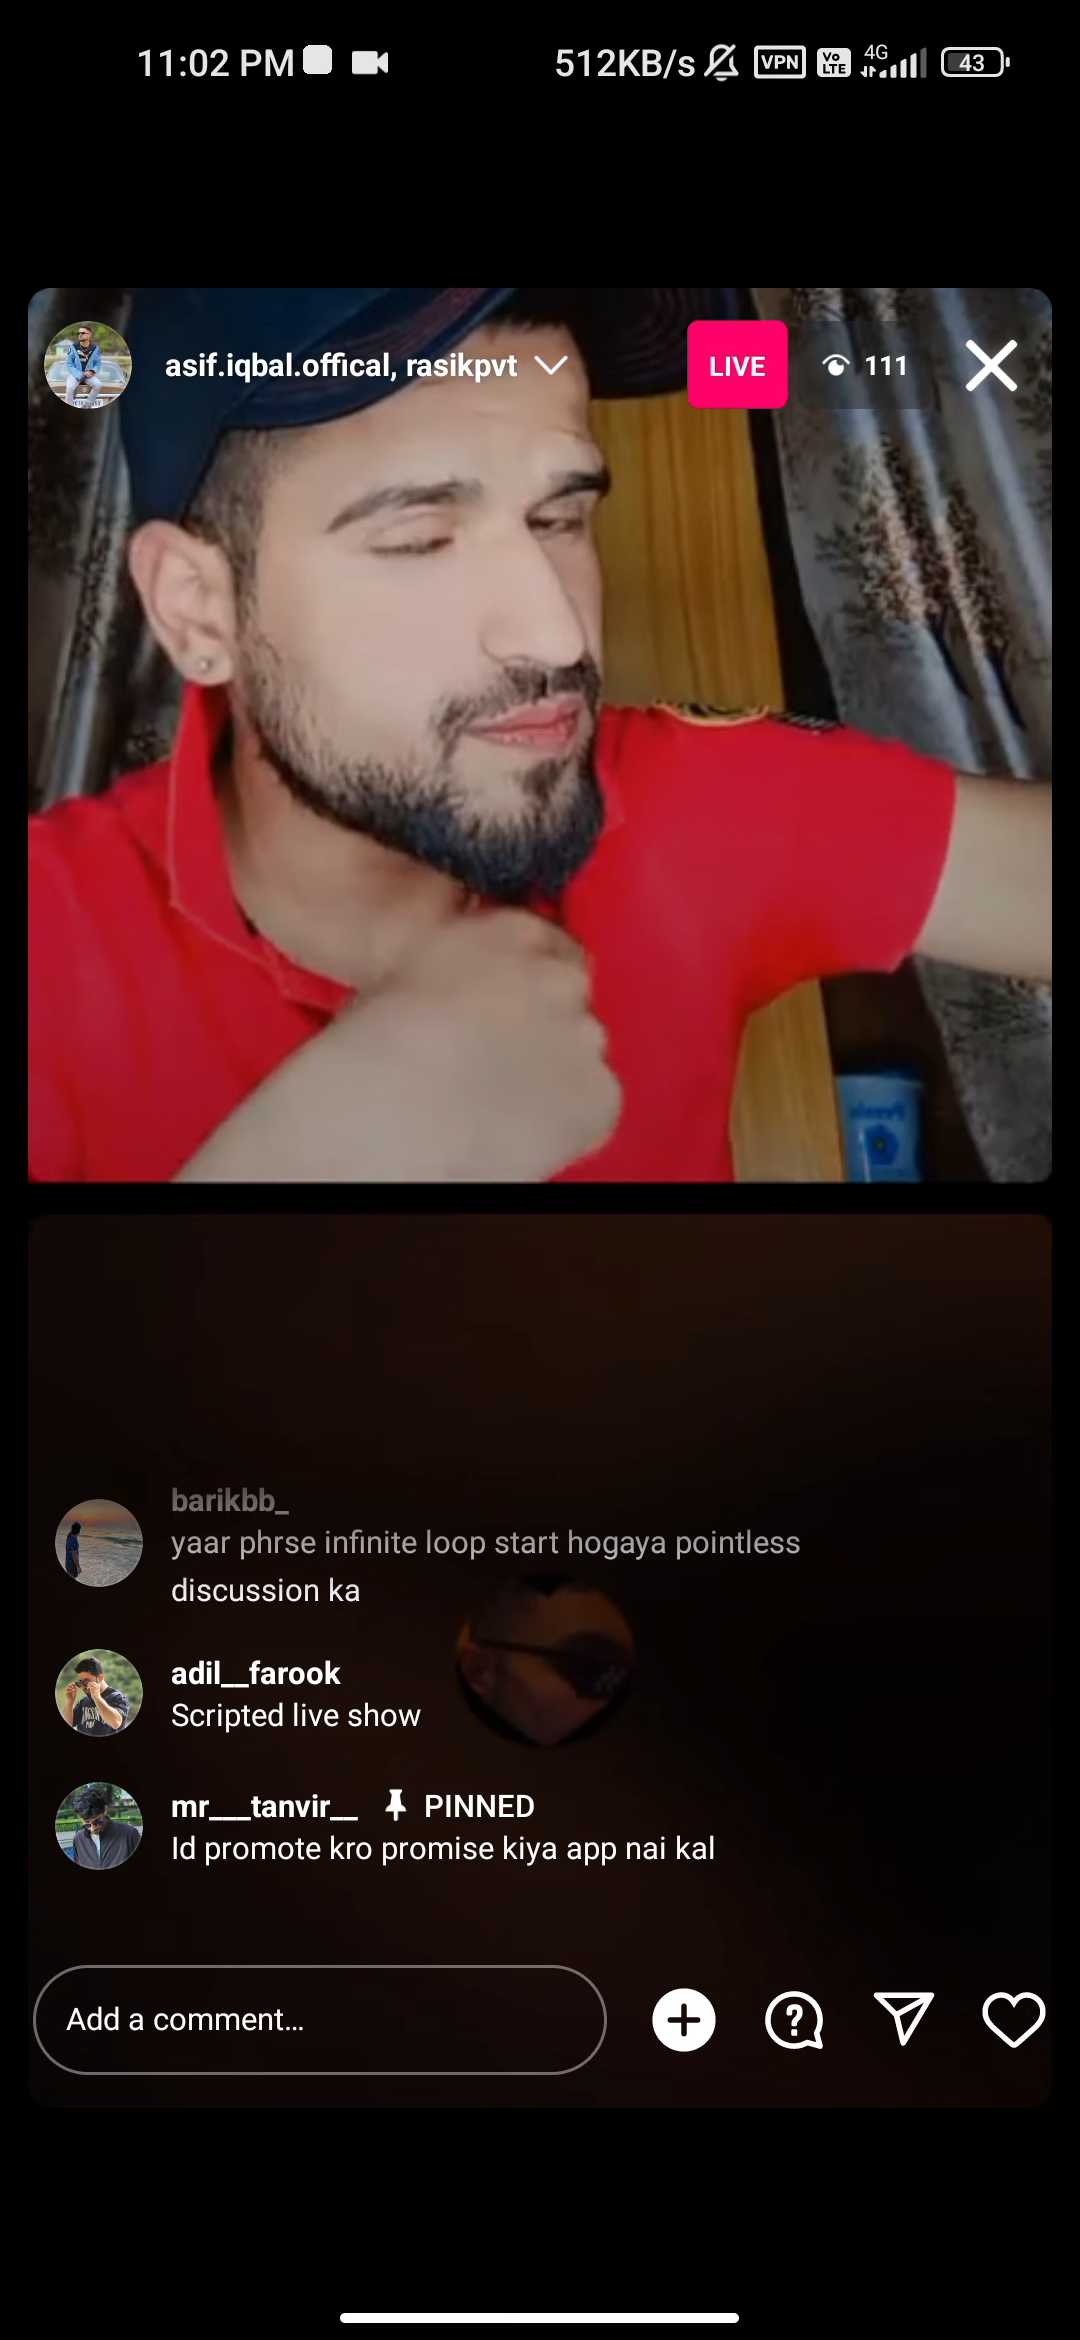 11:02 PM 512KB/s VPN Vo LTE 4G 43
asif.iqbal.offical, rasikpvt LIVE 111
barikbb_
yaar phrse infinite loop start hogaya pointless
discussion ka
adil__farook
Scripted live show
mr___tanvir__ PINNED
Id promote kro promise kiya app nai kal
Add a comment...